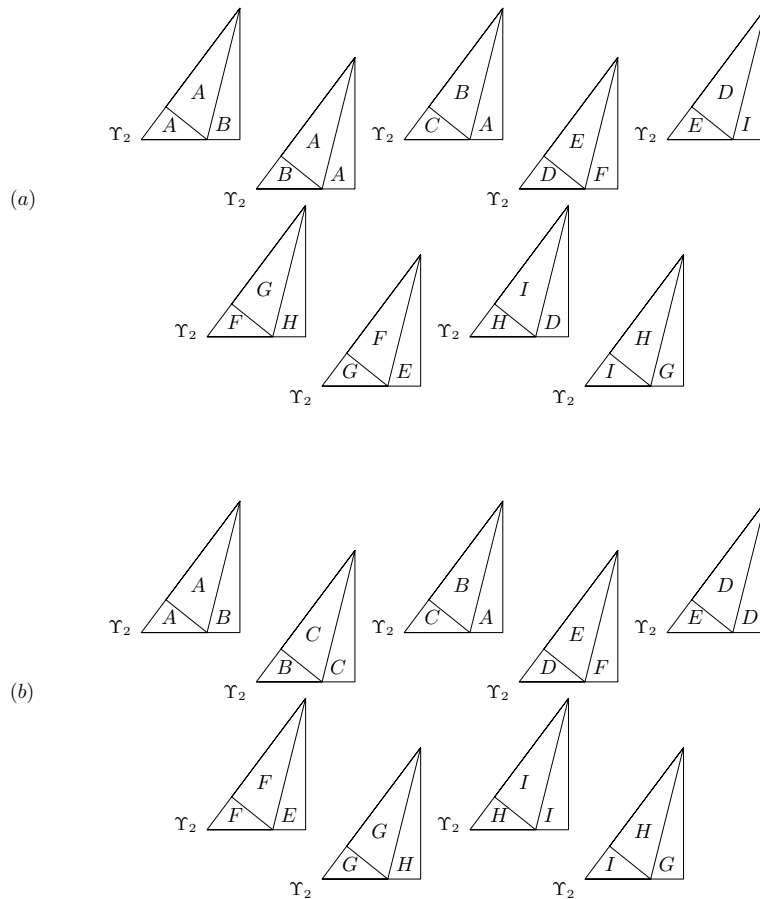 A A B
Υ₂
A B A
Υ₂
B C A
Υ₂
E D F
Υ₂
D E I
Υ₂
(a)
G F H
Υ₂
F G E
Υ₂
I H D
Υ₂
H I G
Υ₂
A A B
Υ₂
C B C
Υ₂
B C A
Υ₂
E D F
Υ₂
D E D
Υ₂
(b)
F F E
Υ₂
G G H
Υ₂
I H I
Υ₂
H I G
Υ₂